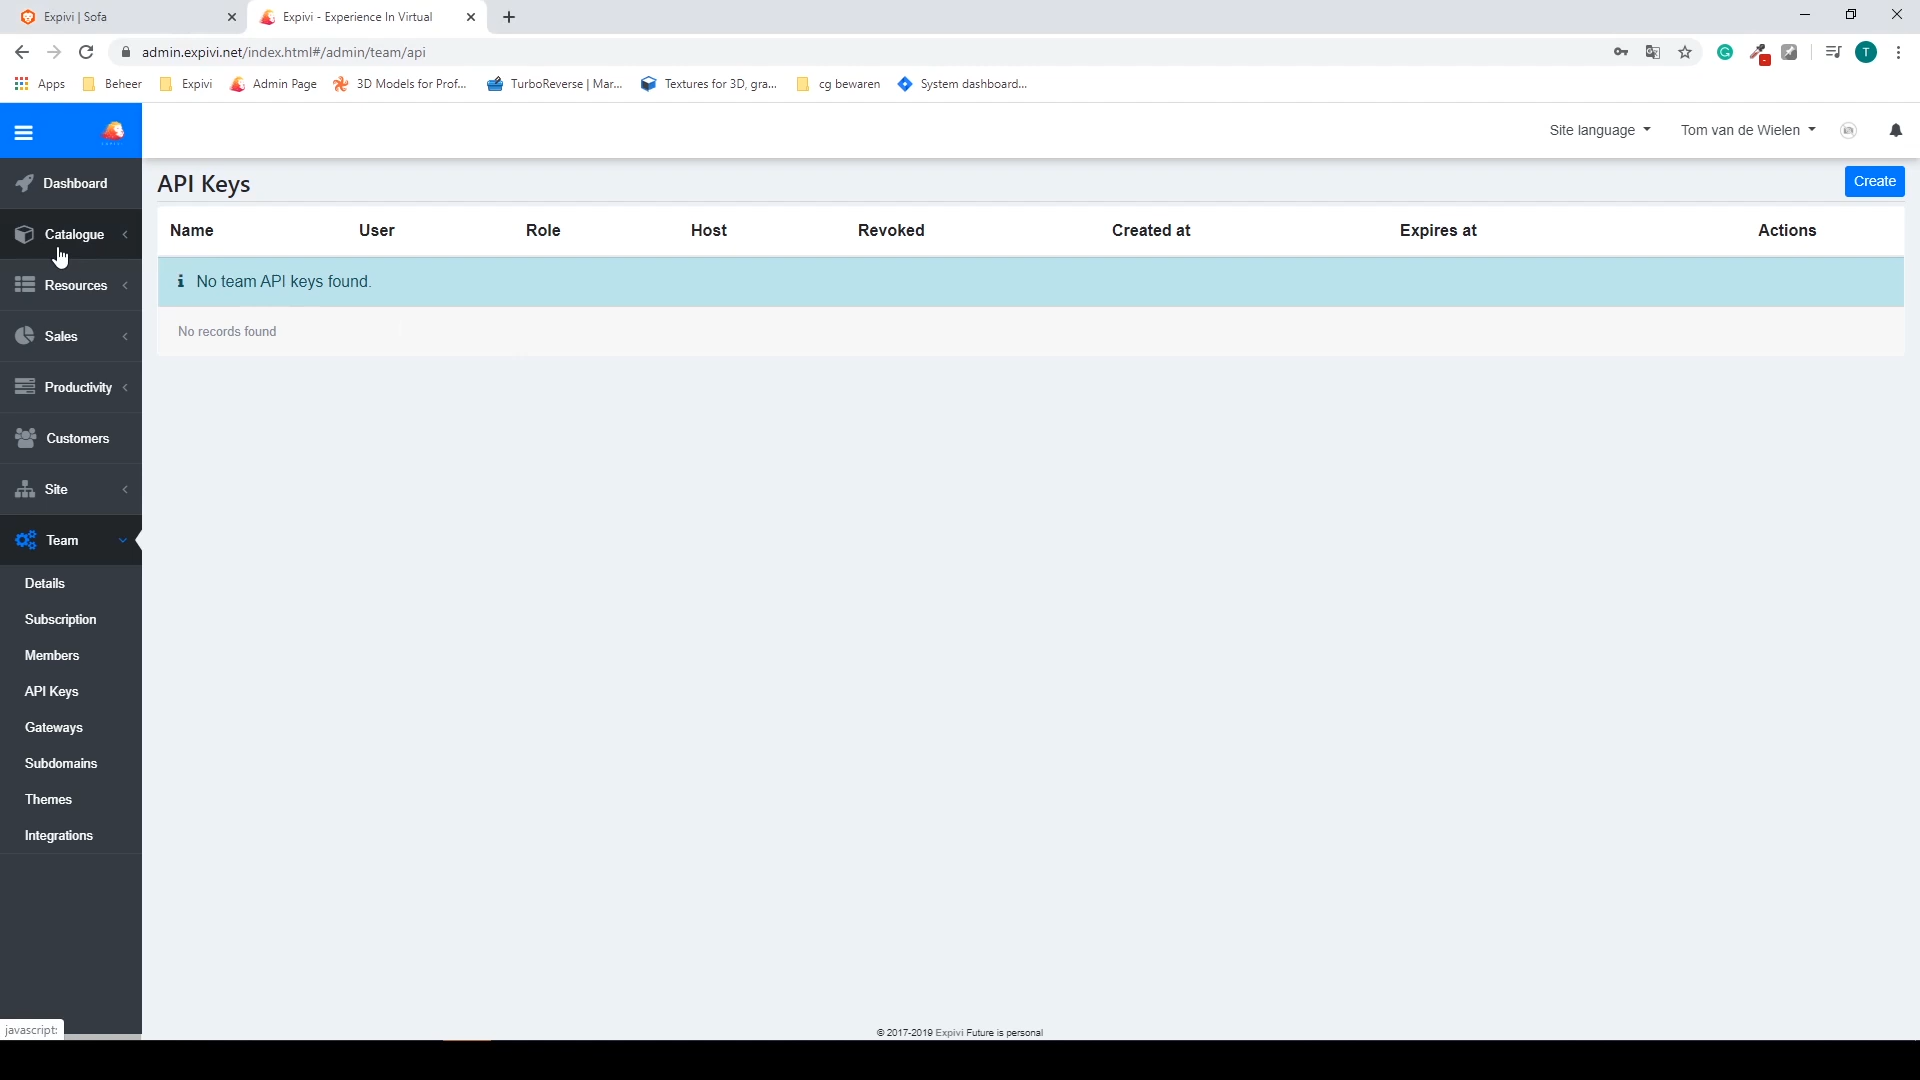 Expivi | Sofa
Expivi - Experience In Virtual
admin.expivi.net/index.html#/admin/team/api
Apps
Beheer
Expivi
Admin Page
3D Models for Prof...
TurboReverse | Mar...
Textures for 3D, gra...
cg bewaren
System dashboard...
T
Site language
Tom van de Wielen
Dashboard
Catalogue
Resources
Sales
Productivity
Customers
Site
Team
Details
Subscription
Members
API Keys
Gateways
Subdomains
Themes
Integrations
API Keys
Create
Name User Role Host Revoked Created at Expires at Actions
No team API keys found.
No records found
javascript:
© 2017-2019 Expivi Future is personal